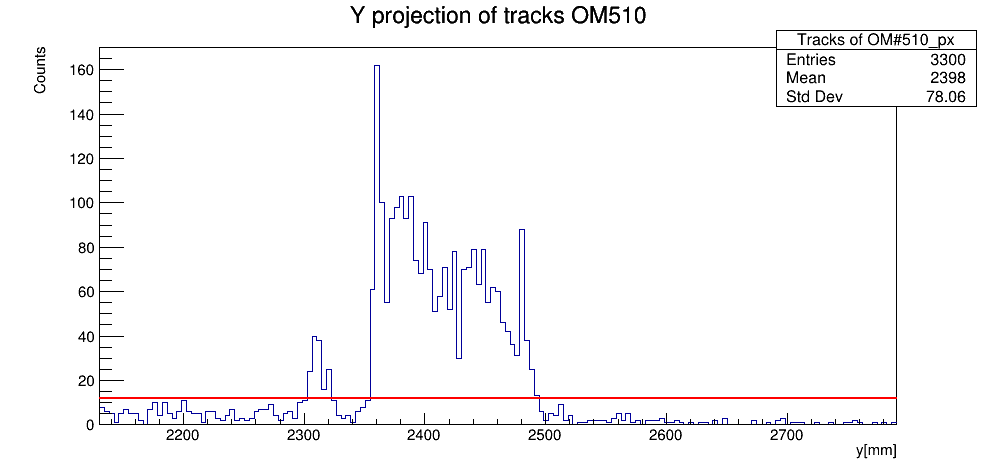 Y projection of tracks OM510
Tracks of OM#510_px
Entries 3300
Mean 2398
Std Dev 78.06
Counts
160
140
120
100
80
60
40
20
0
2200 2300 2400 2500 2600 2700
y[mm]